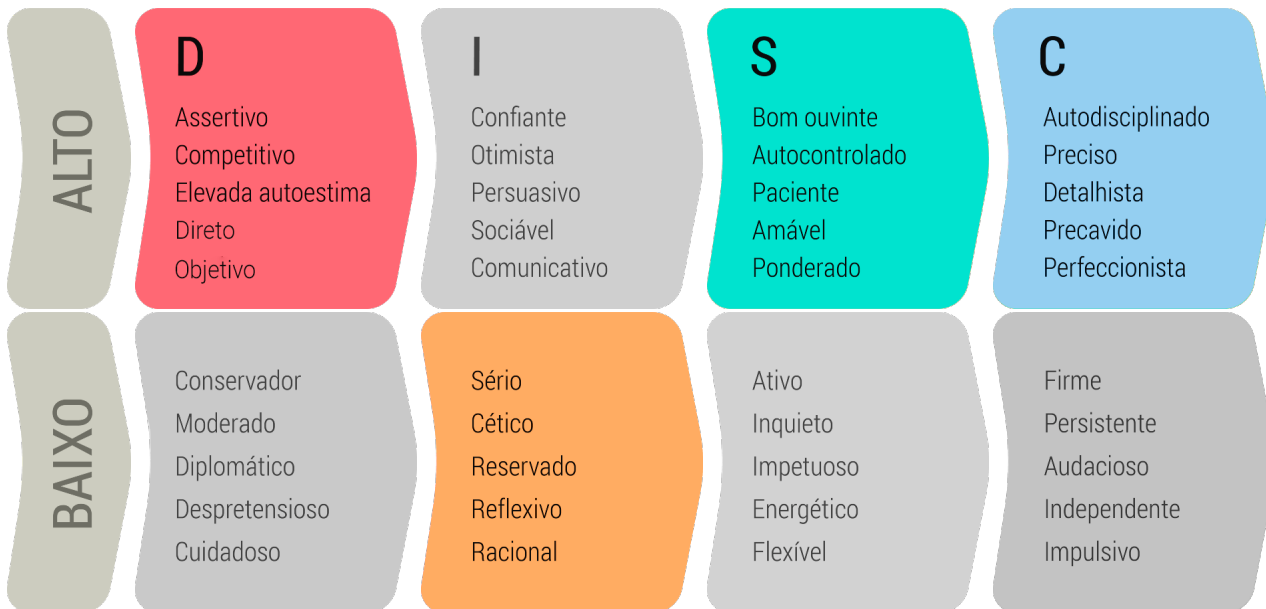 ALTO
D
Assertivo
Competitivo
Elevada autoestima
Direto
Objetivo
I
Confiante
Otimista
Persuasivo
Sociável
Comunicativo
S
Bom ouvinte
Autocontrolado
Paciente
Amável
Ponderado
C
Autodisciplinado
Preciso
Detalhista
Precavido
Perfeccionista
BAIXO
Conservador
Moderado
Diplomático
Despretensioso
Cuidadoso
Sério
Cético
Reservado
Reflexivo
Racional
Ativo
Inquieto
Impetuoso
Energético
Flexível
Firme
Persistente
Audacioso
Independente
Impulsivo